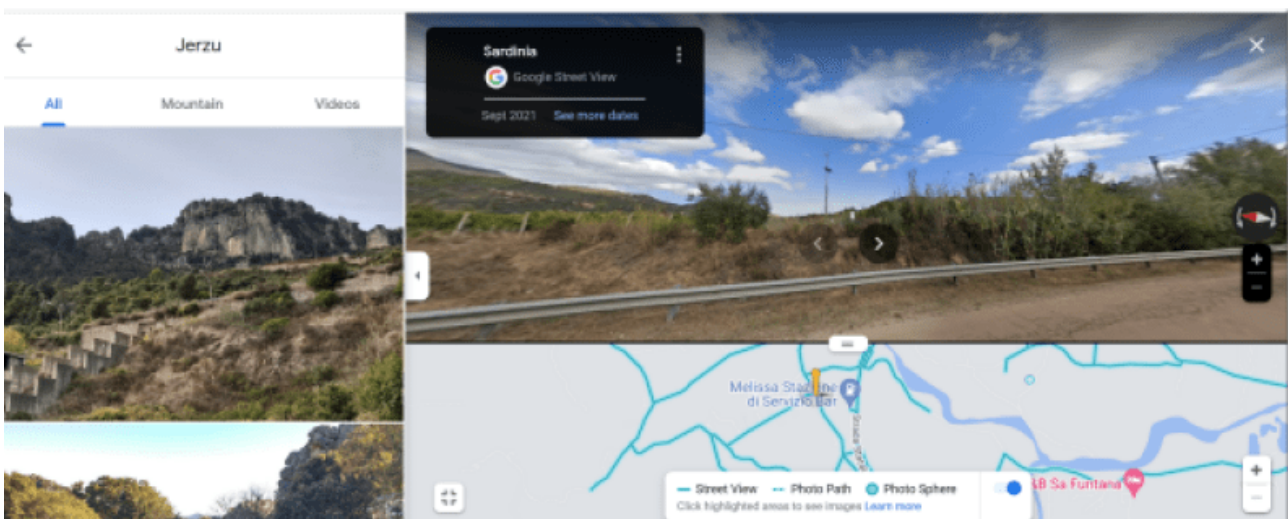 Jerzu
All
Mountain
Videos
Sardinia
Google Street View
Sept 2021 See more dates
Melissa Stazione
di Servizio Bar
Street View
Photo Path
Photo Sphere
Click highlighted areas to see images Learn more
&B Sa Funtana